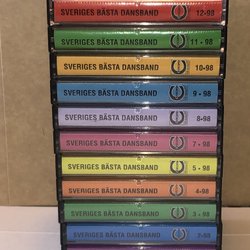 SVERIGES BÄSTA DANSBAND 12-98
SVERIGES BÄSTA DANSBAND 11-98
SVERIGES BÄSTA DANSBAND 10-98
SVERIGES BÄSTA DANSBAND 9-98
SVERIGES BÄSTA DANSBAND 8-98
SVERIGES BÄSTA DANSBAND 7-98
SVERIGES BÄSTA DANSBAND 5-98
SVERIGES BÄSTA DANSBAND 4-98
SVERIGES BÄSTA DANSBAND 3-98
SVERIGES BÄSTA DANSBAND 2-98